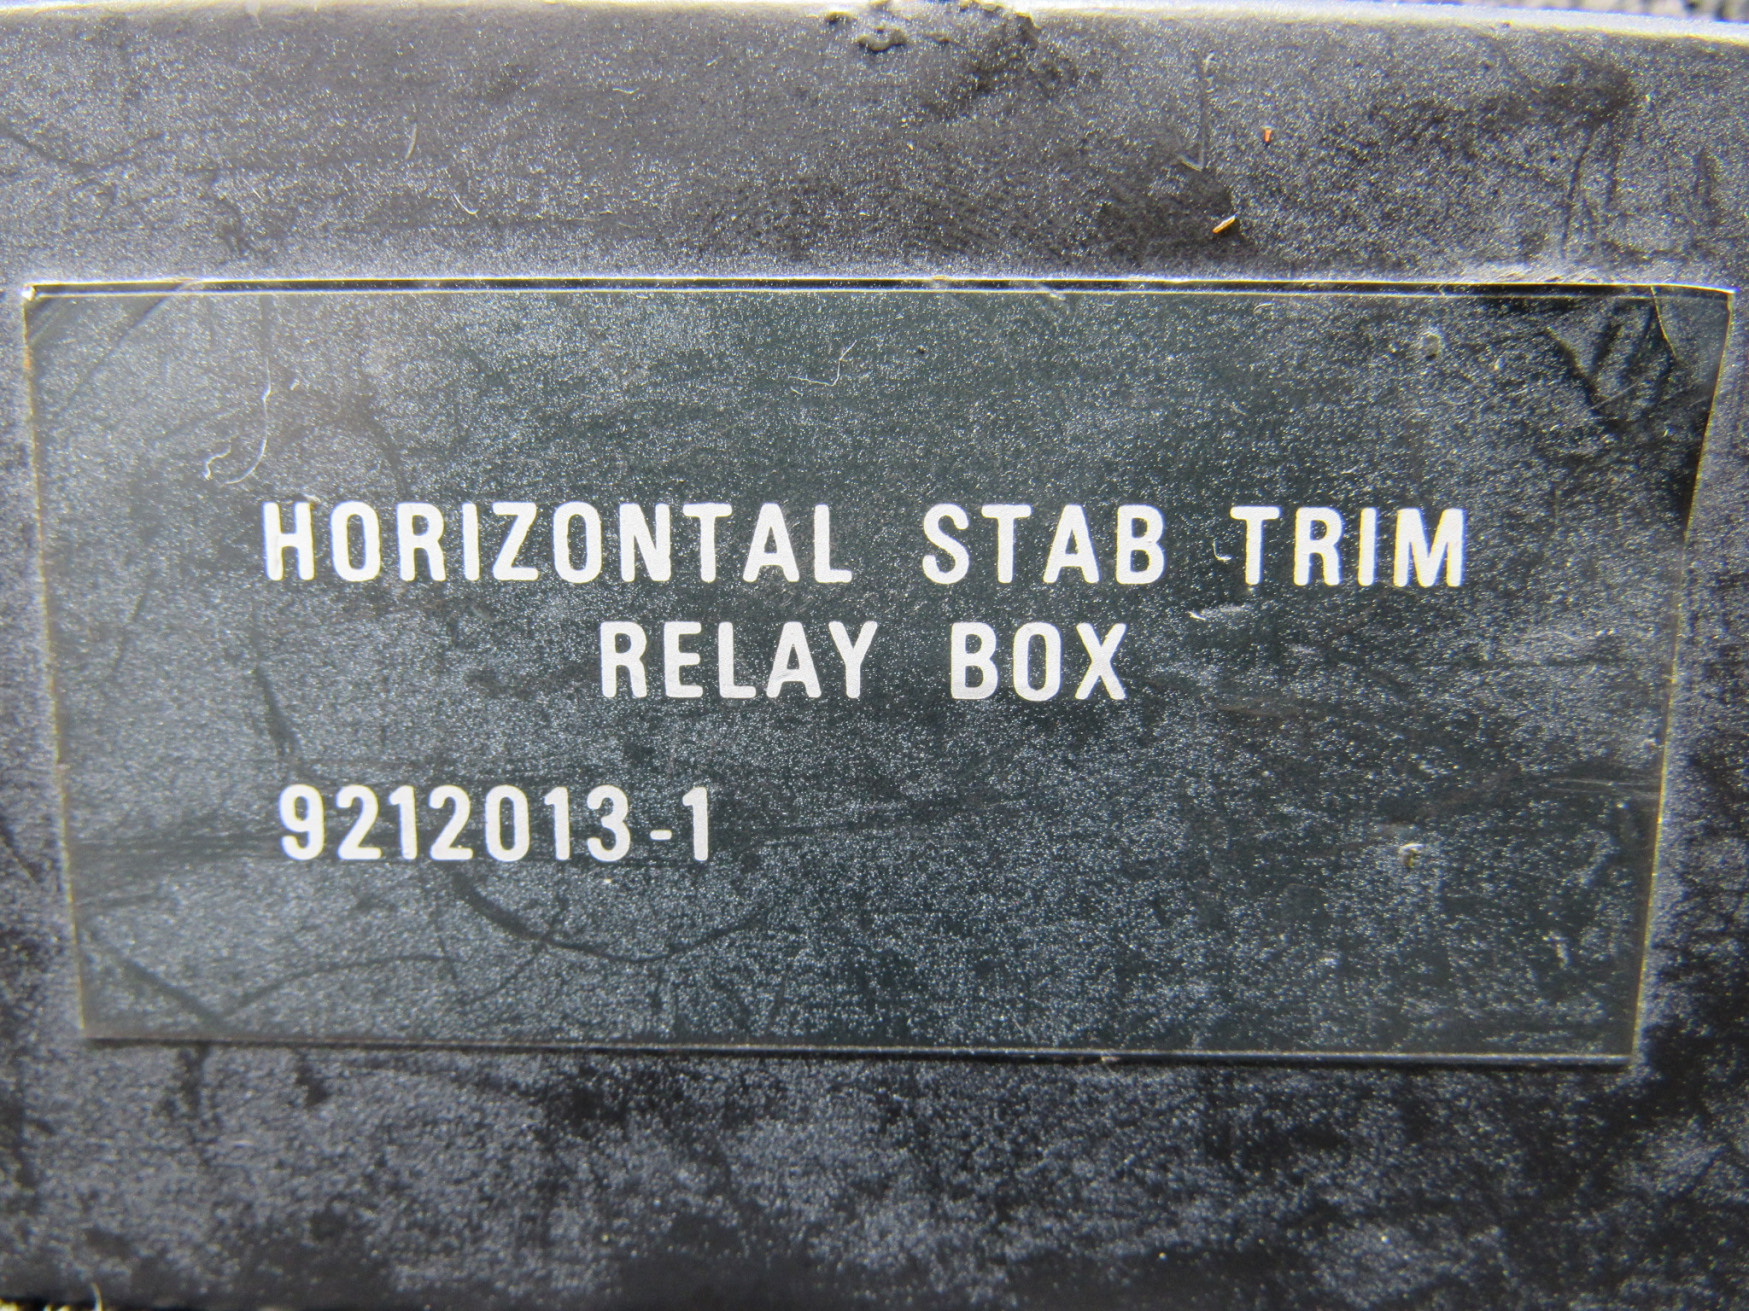 HORIZONTAL STAB TRIM
RELAY BOX
9212013-1